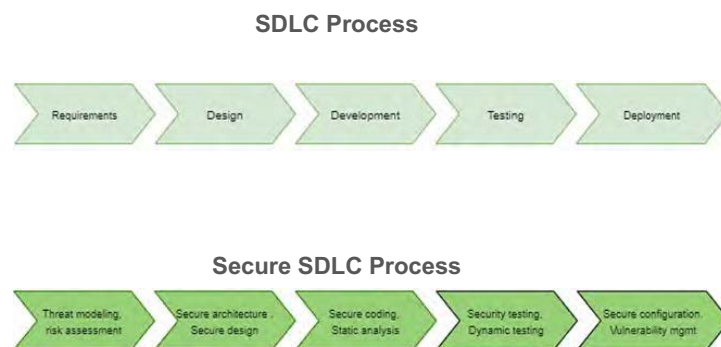 SDLC Process
Requirements
Design
Development
Testing
Deployment
Secure SDLC Process
Threat modeling,
risk assessment
Secure architecture ,
Secure design
Secure coding,
Static analysis
Security testing,
Dynamic testing
Secure configuration,
Vulnerability mgmt